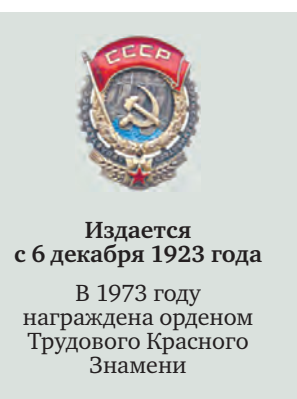 СССР
Издается
с 6 декабря 1923 года
В 1973 году
награждена орденом
Трудового Красного
Знамени